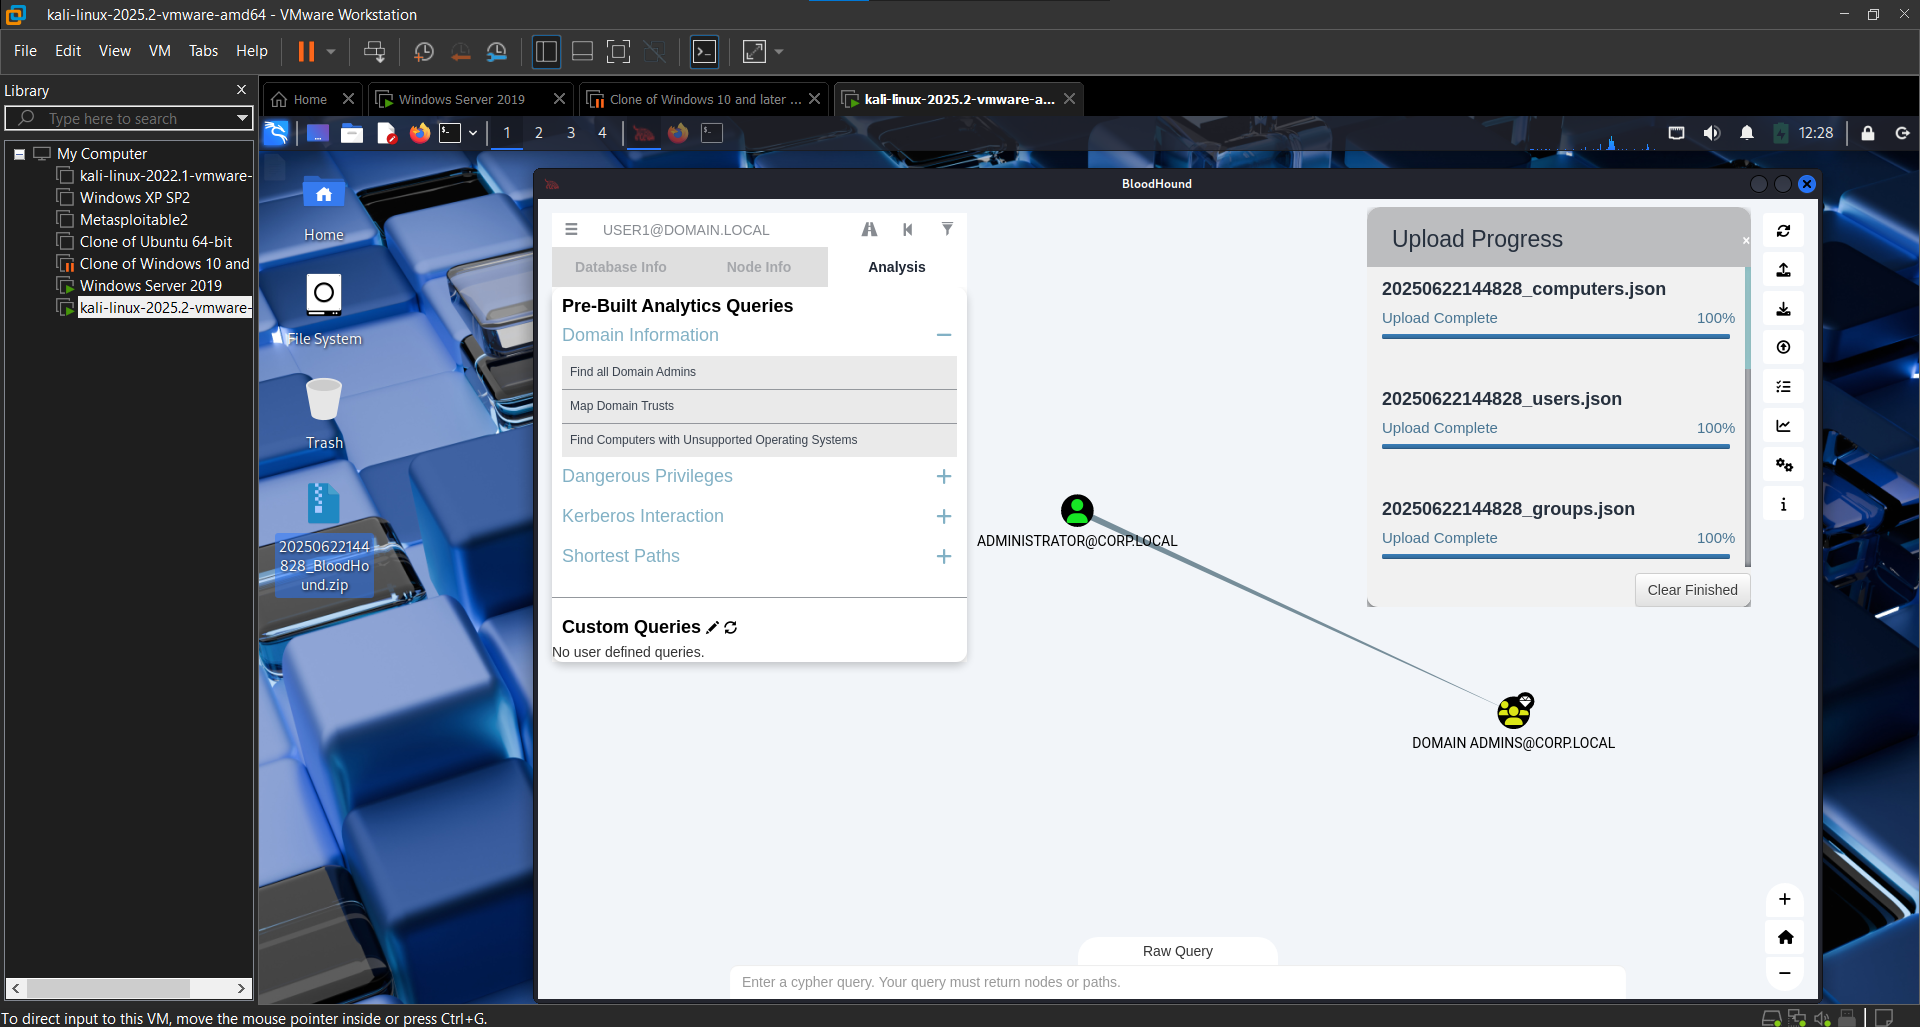 kali-linux-2025.2-vmware-amd64 - VMware Workstation
File Edit View VM Tabs Help
Library
Type here to search
My Computer
kali-linux-2022.1-vmware-
Windows XP SP2
Metasploitable2
Clone of Ubuntu 64-bit
Clone of Windows 10 and
Windows Server 2019
kali-linux-2025.2-vmware-
Home
Windows Server 2019
Clone of Windows 10 and later ...
kali-linux-2025.2-vmware-a...
1 2 3 4
12:28
Home
File System
Trash
20250622144
828_BloodHo
und.zip
BloodHound
USER1@DOMAIN.LOCAL
Database Info
Node Info
Analysis
Pre-Built Analytics Queries
Domain Information
Find all Domain Admins
Map Domain Trusts
Find Computers with Unsupported Operating Systems
Dangerous Privileges
Kerberos Interaction
Shortest Paths
Custom Queries
No user defined queries.
ADMINISTRATOR@CORP.LOCAL
DOMAIN ADMINS@CORP.LOCAL
Upload Progress
20250622144828_computers.json
Upload Complete 100%
20250622144828_users.json
Upload Complete 100%
20250622144828_groups.json
Upload Complete 100%
Clear Finished
Raw Query
Enter a cypher query. Your query must return nodes or paths.
To direct input to this VM, move the mouse pointer inside or press Ctrl+G.